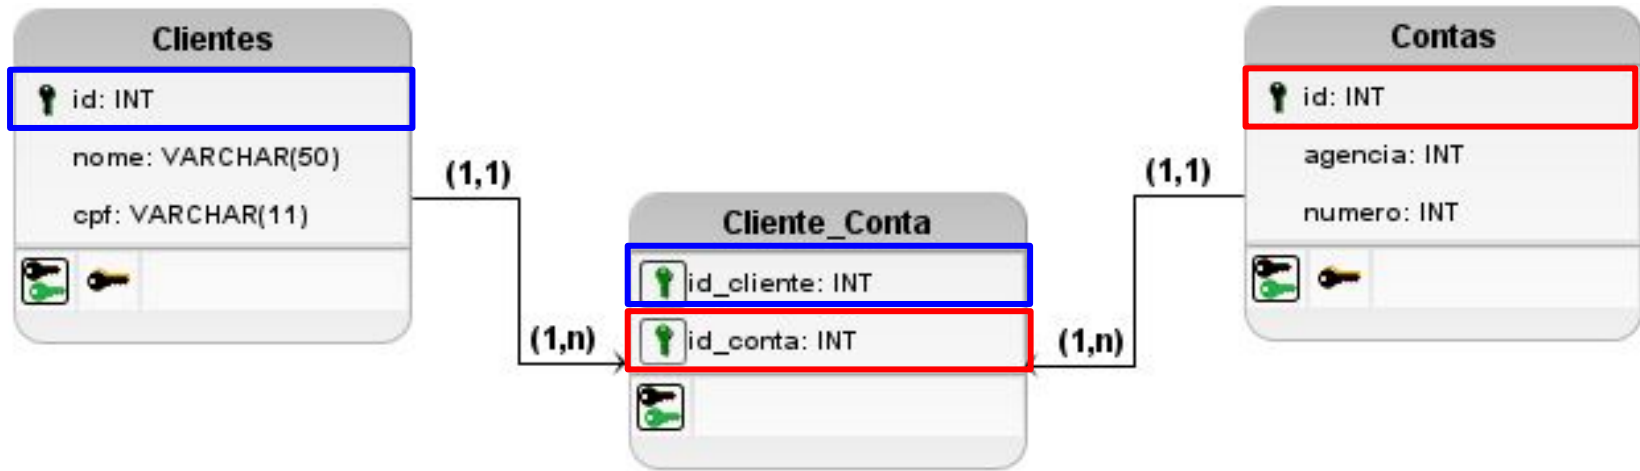 Clientes
id: INT
nome: VARCHAR(50)
cpf: VARCHAR(11)
(1,1)
(1,n)
Cliente_Conta
id_cliente: INT
id_conta: INT
Contas
id: INT
agencia: INT
numero: INT
(1,1)
(1,n)